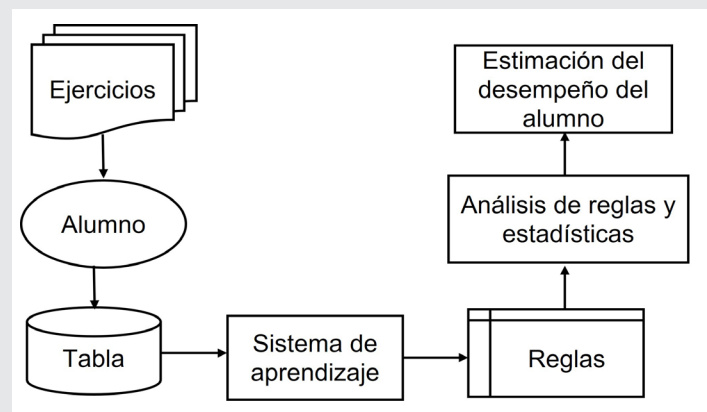 Ejercicios
Alumno
Tabla
Sistema de
aprendizaje
Reglas
Análisis de reglas y
estadísticas
Estimación del
desempeño del
alumno